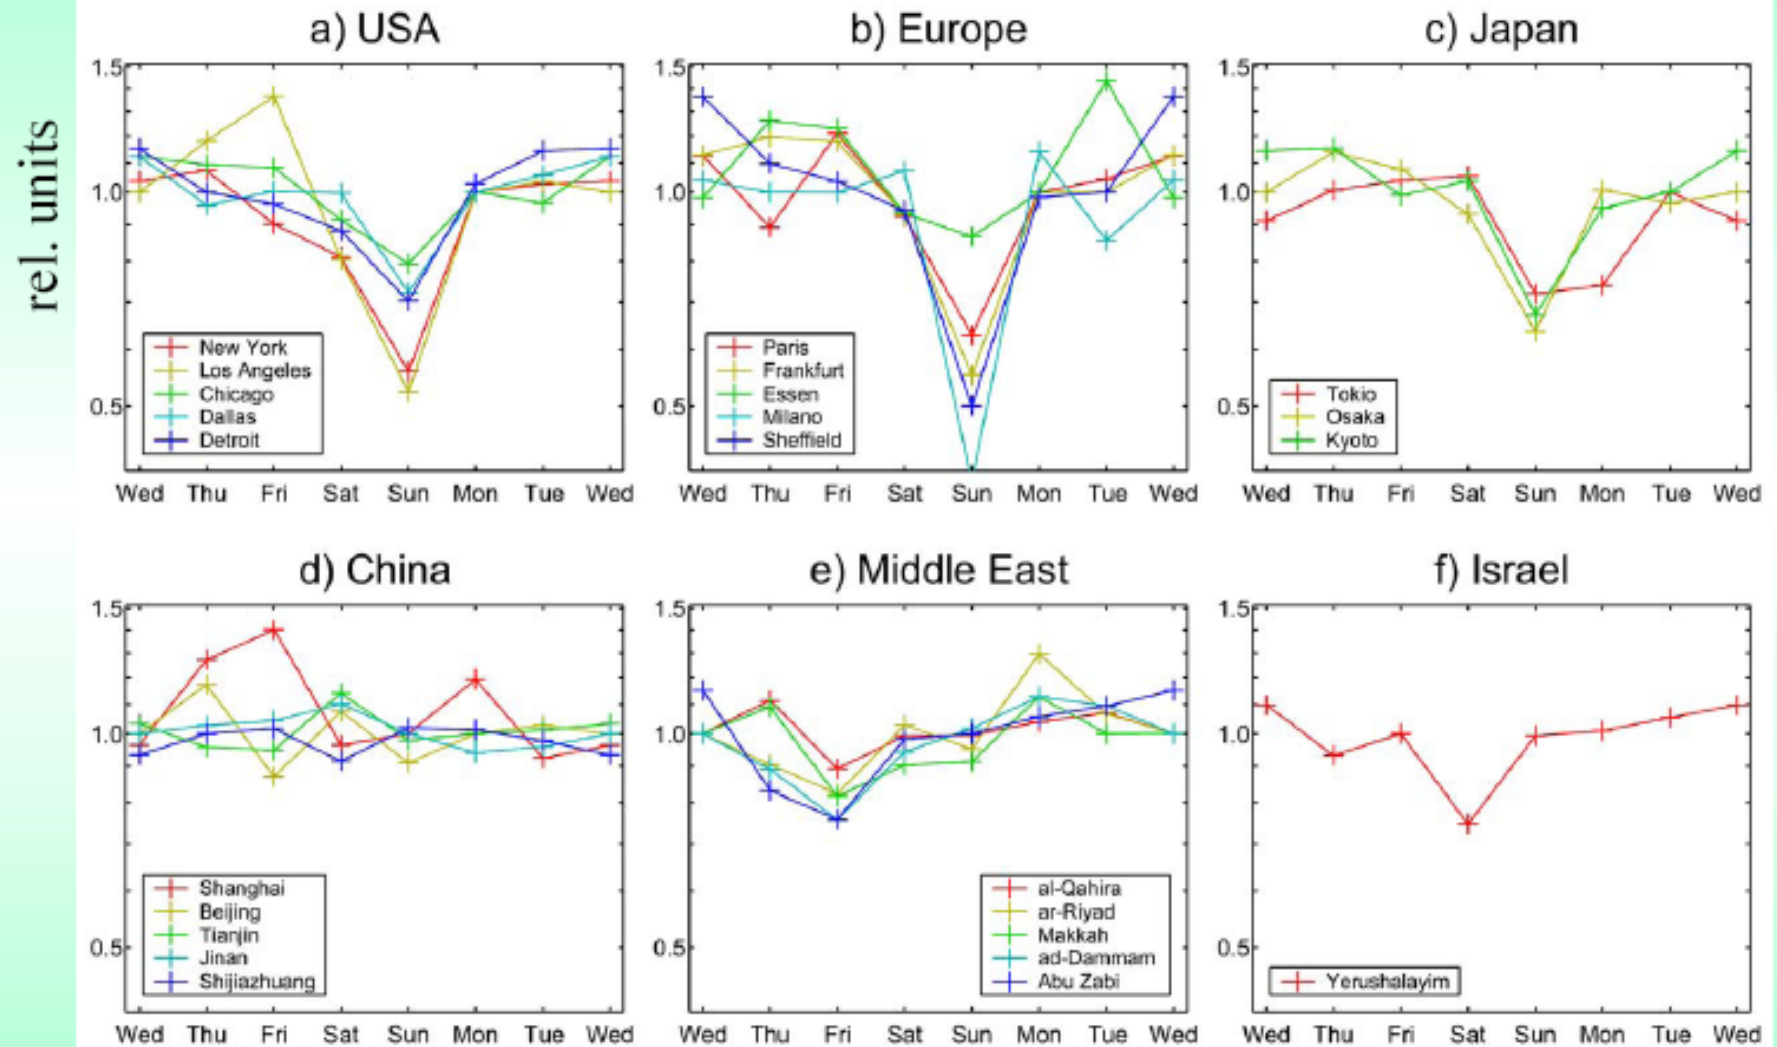 rel. units
a) USA
1.5
1.0
0.5
New York
Los Angeles
Chicago
Dallas
Detroit
Wed Thu Fri Sat Sun Mon Tue Wed
b) Europe
1.5
1.0
0.5
Paris
Frankfurt
Essen
Milano
Sheffield
Wed Thu Fri Sat Sun Mon Tue Wed
c) Japan
1.5
1.0
0.5
Tokio
Osaka
Kyoto
Wed Thu Fri Sat Sun Mon Tue Wed
d) China
1.5
1.0
0.5
Shanghai
Beijing
Tianjin
Jinan
Shijiazhuang
Wed Thu Fri Sat Sun Mon Tue Wed
e) Middle East
1.5
1.0
0.5
al-Qahira
ar-Riyad
Makkah
ad-Dammam
Abu Zabi
Wed Thu Fri Sat Sun Mon Tue Wed
f) Israel
1.5
1.0
0.5
Yerushalayim
Wed Thu Fri Sat Sun Mon Tue Wed